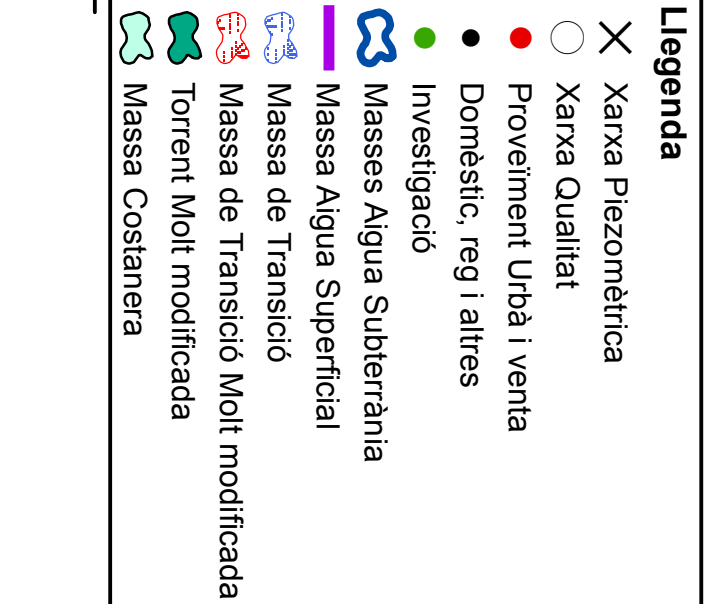 Llegenda
Xarxa Piezomètrica
Xarxa Qualitat
Proveïment Urbà i venta
Domèstic, reg i altres
Investigació
Masses Aigua Subterrània
Massa Aigua Superficial
Massa de Transició
Massa de Transició Molt modificada
Torrent Molt modificada
Massa Costanera